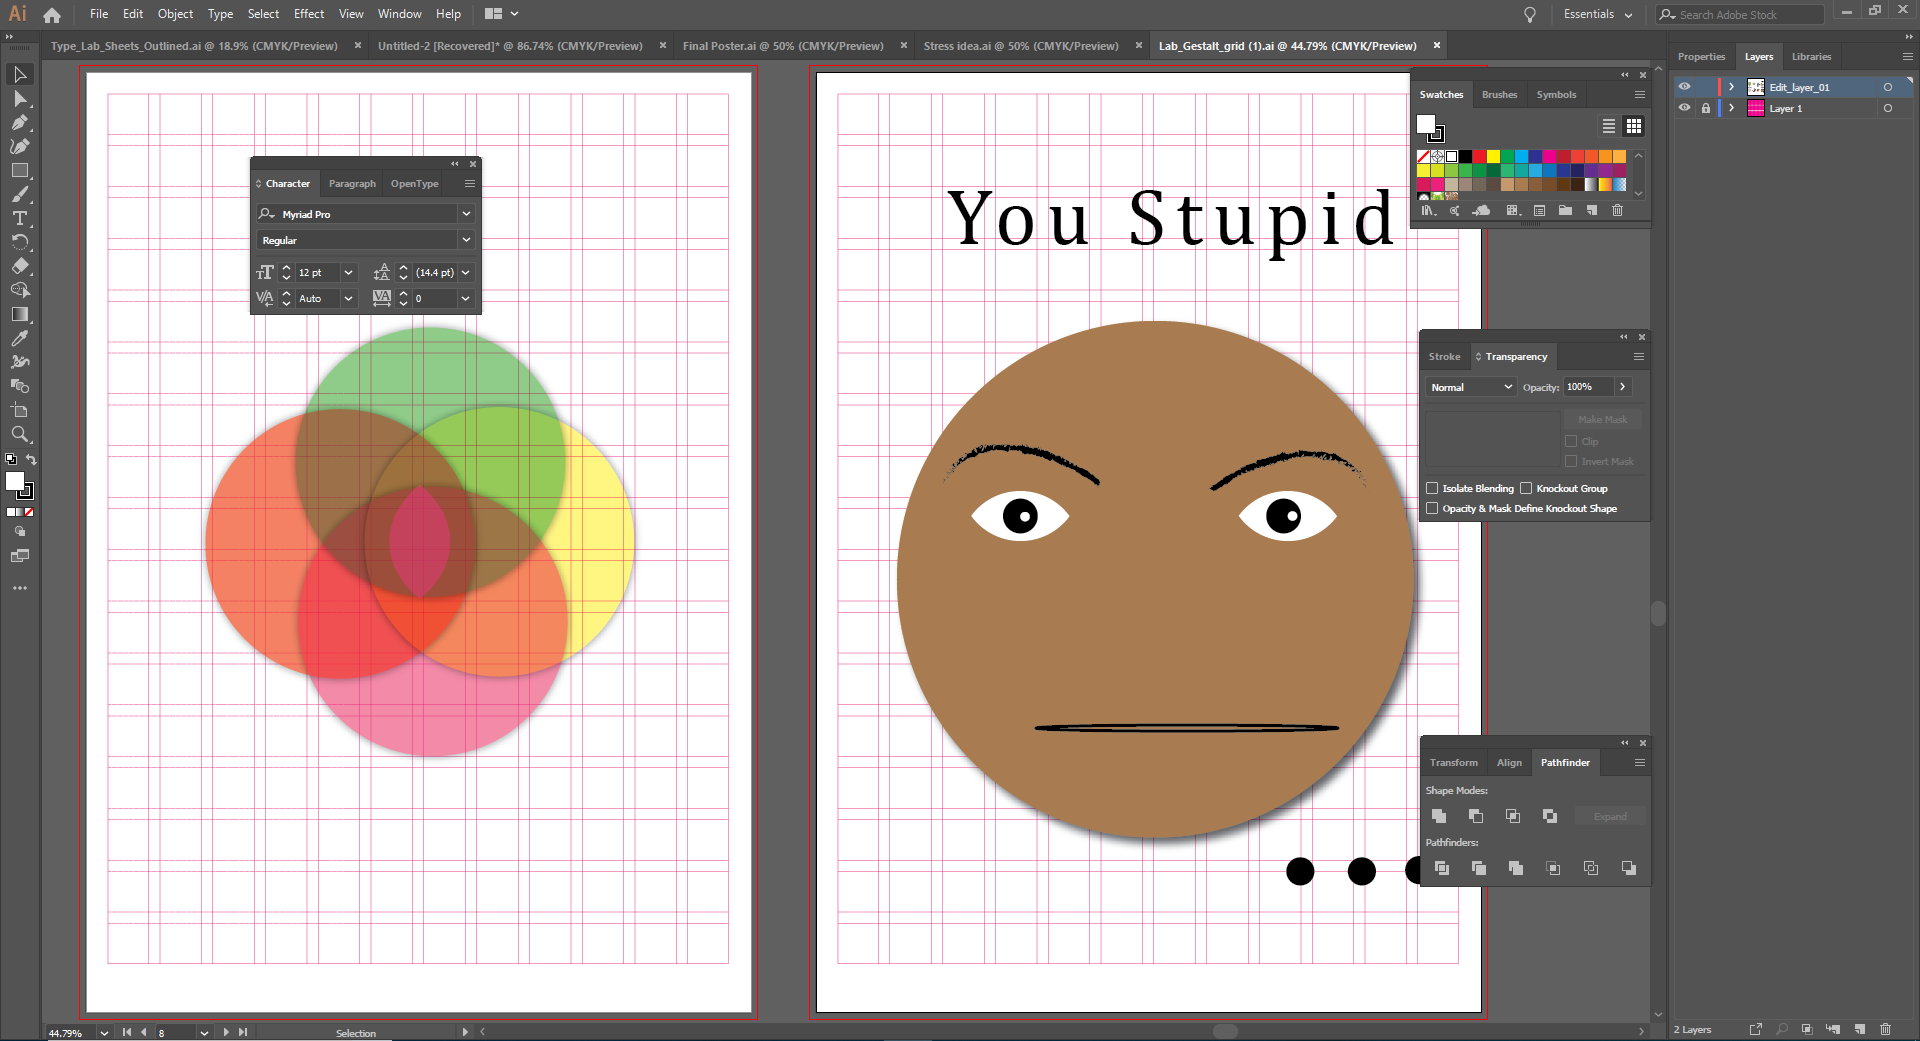 Ai File Edit Object Type Select Effect View Window Help Essentials Search Adobe Stock
Type_Lab_Sheets_Outlined.ai @ 18.9% (CMYK/Preview) Untitled-2 [Recovered]* @ 86.74% (CMYK/Preview) Final Poster.ai @ 50% (CMYK/Preview) Stress idea.ai @ 50% (CMYK/Preview) Lab_Gestalt_grid (1).ai @ 44.79% (CMYK/Preview)
Character Paragraph OpenType
Myriad Pro
Regular
12 pt (14.4 pt)
Auto 0
You Stupid
Swatches Brushes Symbols
Stroke Transparency
Normal Opacity: 100%
Make Mask
Clip
Invert Mask
Isolate Blending Knockout Group
Opacity & Mask Define Knockout Shape
Transform Align Pathfinder
Shape Modes:
Expand
Pathfinders:
Properties Layers Libraries
Edit_layer_01
Layer 1
44.79% 8 Selection
2 Layers